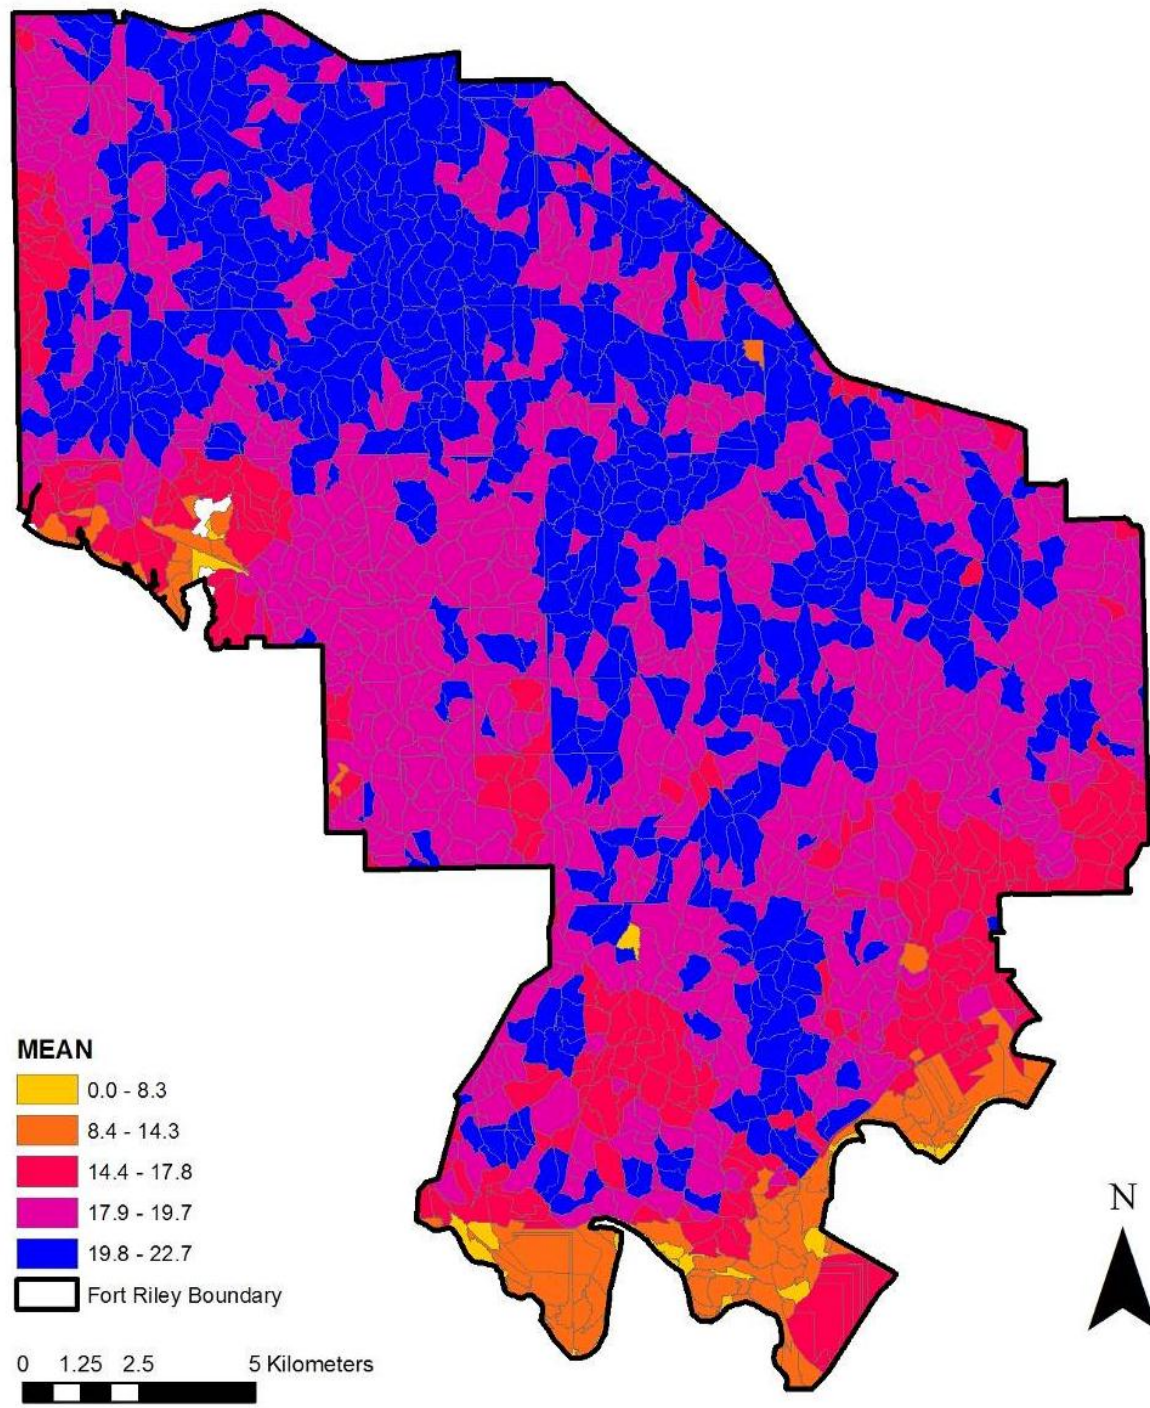 MEAN
0.0 - 8.3
8.4 - 14.3
14.4 - 17.8
17.9 - 19.7
19.8 - 22.7
Fort Riley Boundary
0 1.25 2.5 5 Kilometers
N